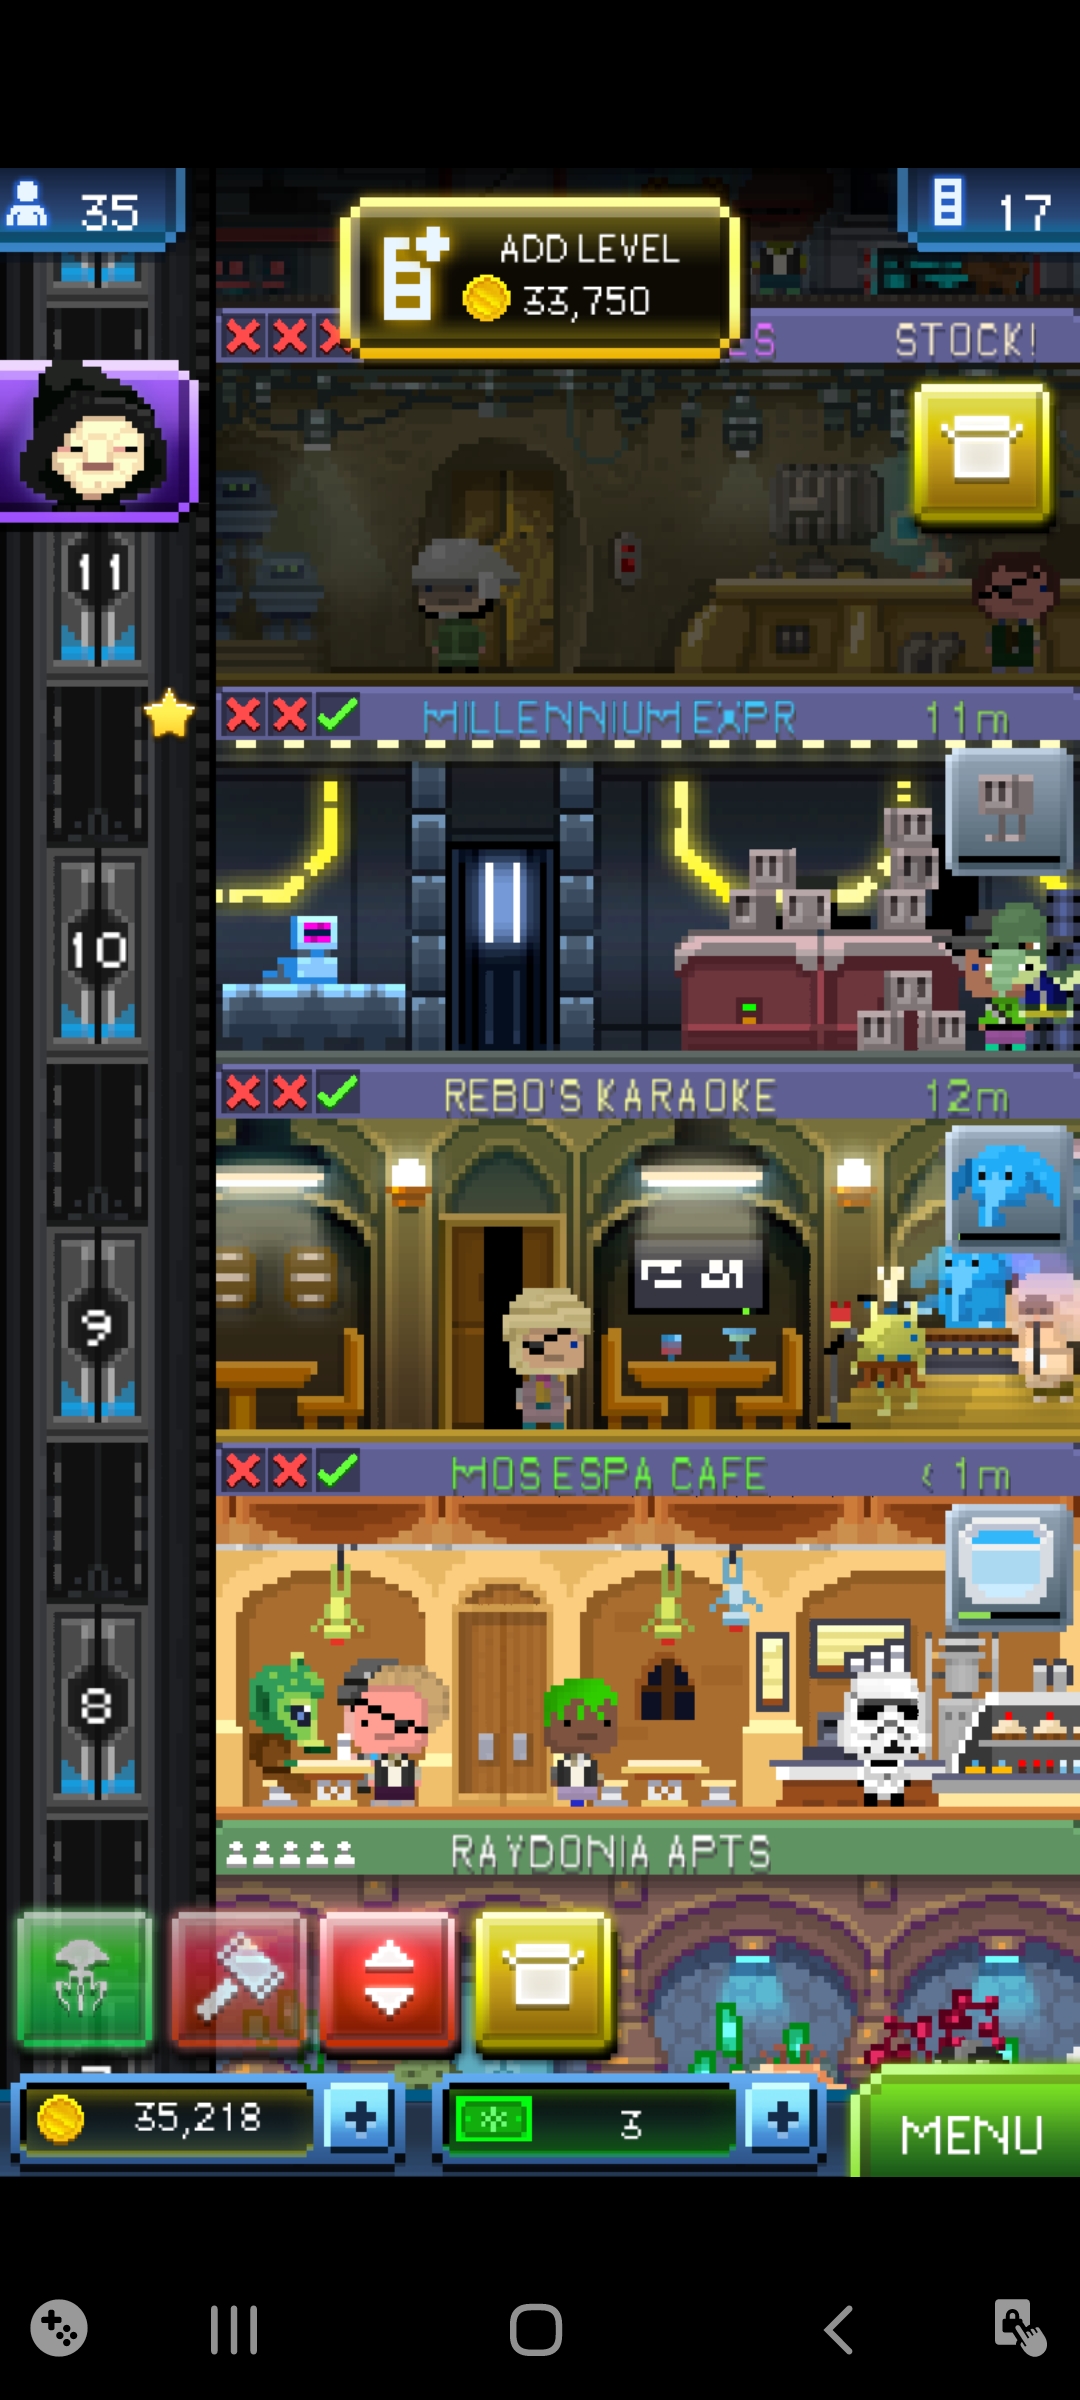 35
ADD LEVEL
33,750
17
STOCK!
11
MILLENNIUM EXPR
11m
10
REBO'S KARAOKE
12m
9
MOS ESPA CAFE
< 1m
8
RAYDONIA APTS
35,218
3
MENU